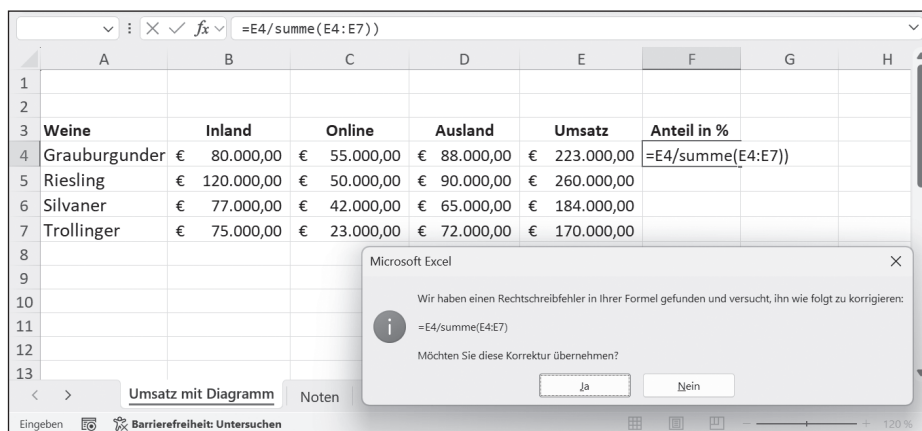 fx =E4/summe(E4:E7))
A B C D E F G H
1
2
3 Weine Inland Online Ausland Umsatz Anteil in %
4 Grauburgunder € 80.000,00 € 55.000,00 € 88.000,00 € 223.000,00 =E4/summe(E4:E7))
5 Riesling € 120.000,00 € 50.000,00 € 90.000,00 € 260.000,00
6 Silvaner € 77.000,00 € 42.000,00 € 65.000,00 € 184.000,00
7 Trollinger € 75.000,00 € 23.000,00 € 72.000,00 € 170.000,00
8
9
10
11
12
13
Microsoft Excel
Wir haben einen Rechtschreibfehler in Ihrer Formel gefunden und versucht, ihn wie folgt zu korrigieren:
=E4/summe(E4:E7)
Möchten Sie diese Korrektur übernehmen?
Ja Nein
Umsatz mit Diagramm Noten
Eingeben Barrierefreiheit: Untersuchen 120 %